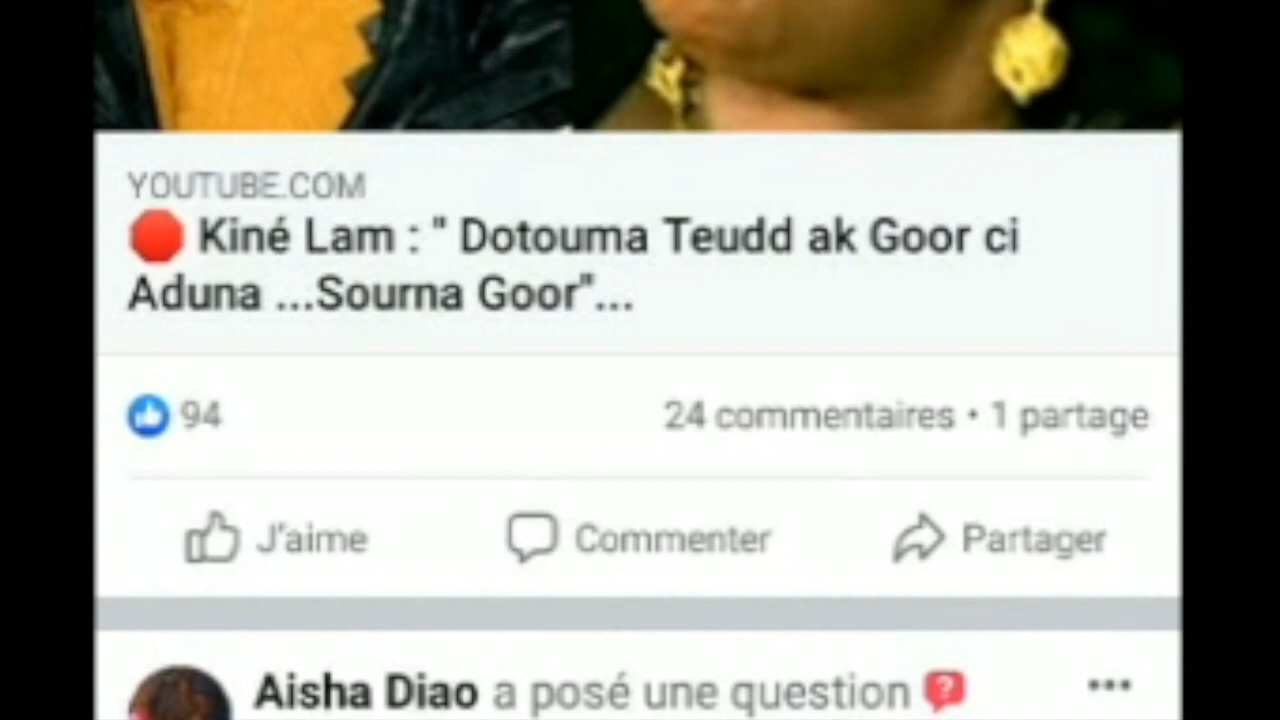 YOUTUBE.COM
🛑 Kiné Lam : " Dotouma Teudd ak Goor ci
Aduna ...Sourna Goor"...
94
24 commentaires • 1 partage
J'aime
Commenter
Partager
Aisha Diao a posé une question